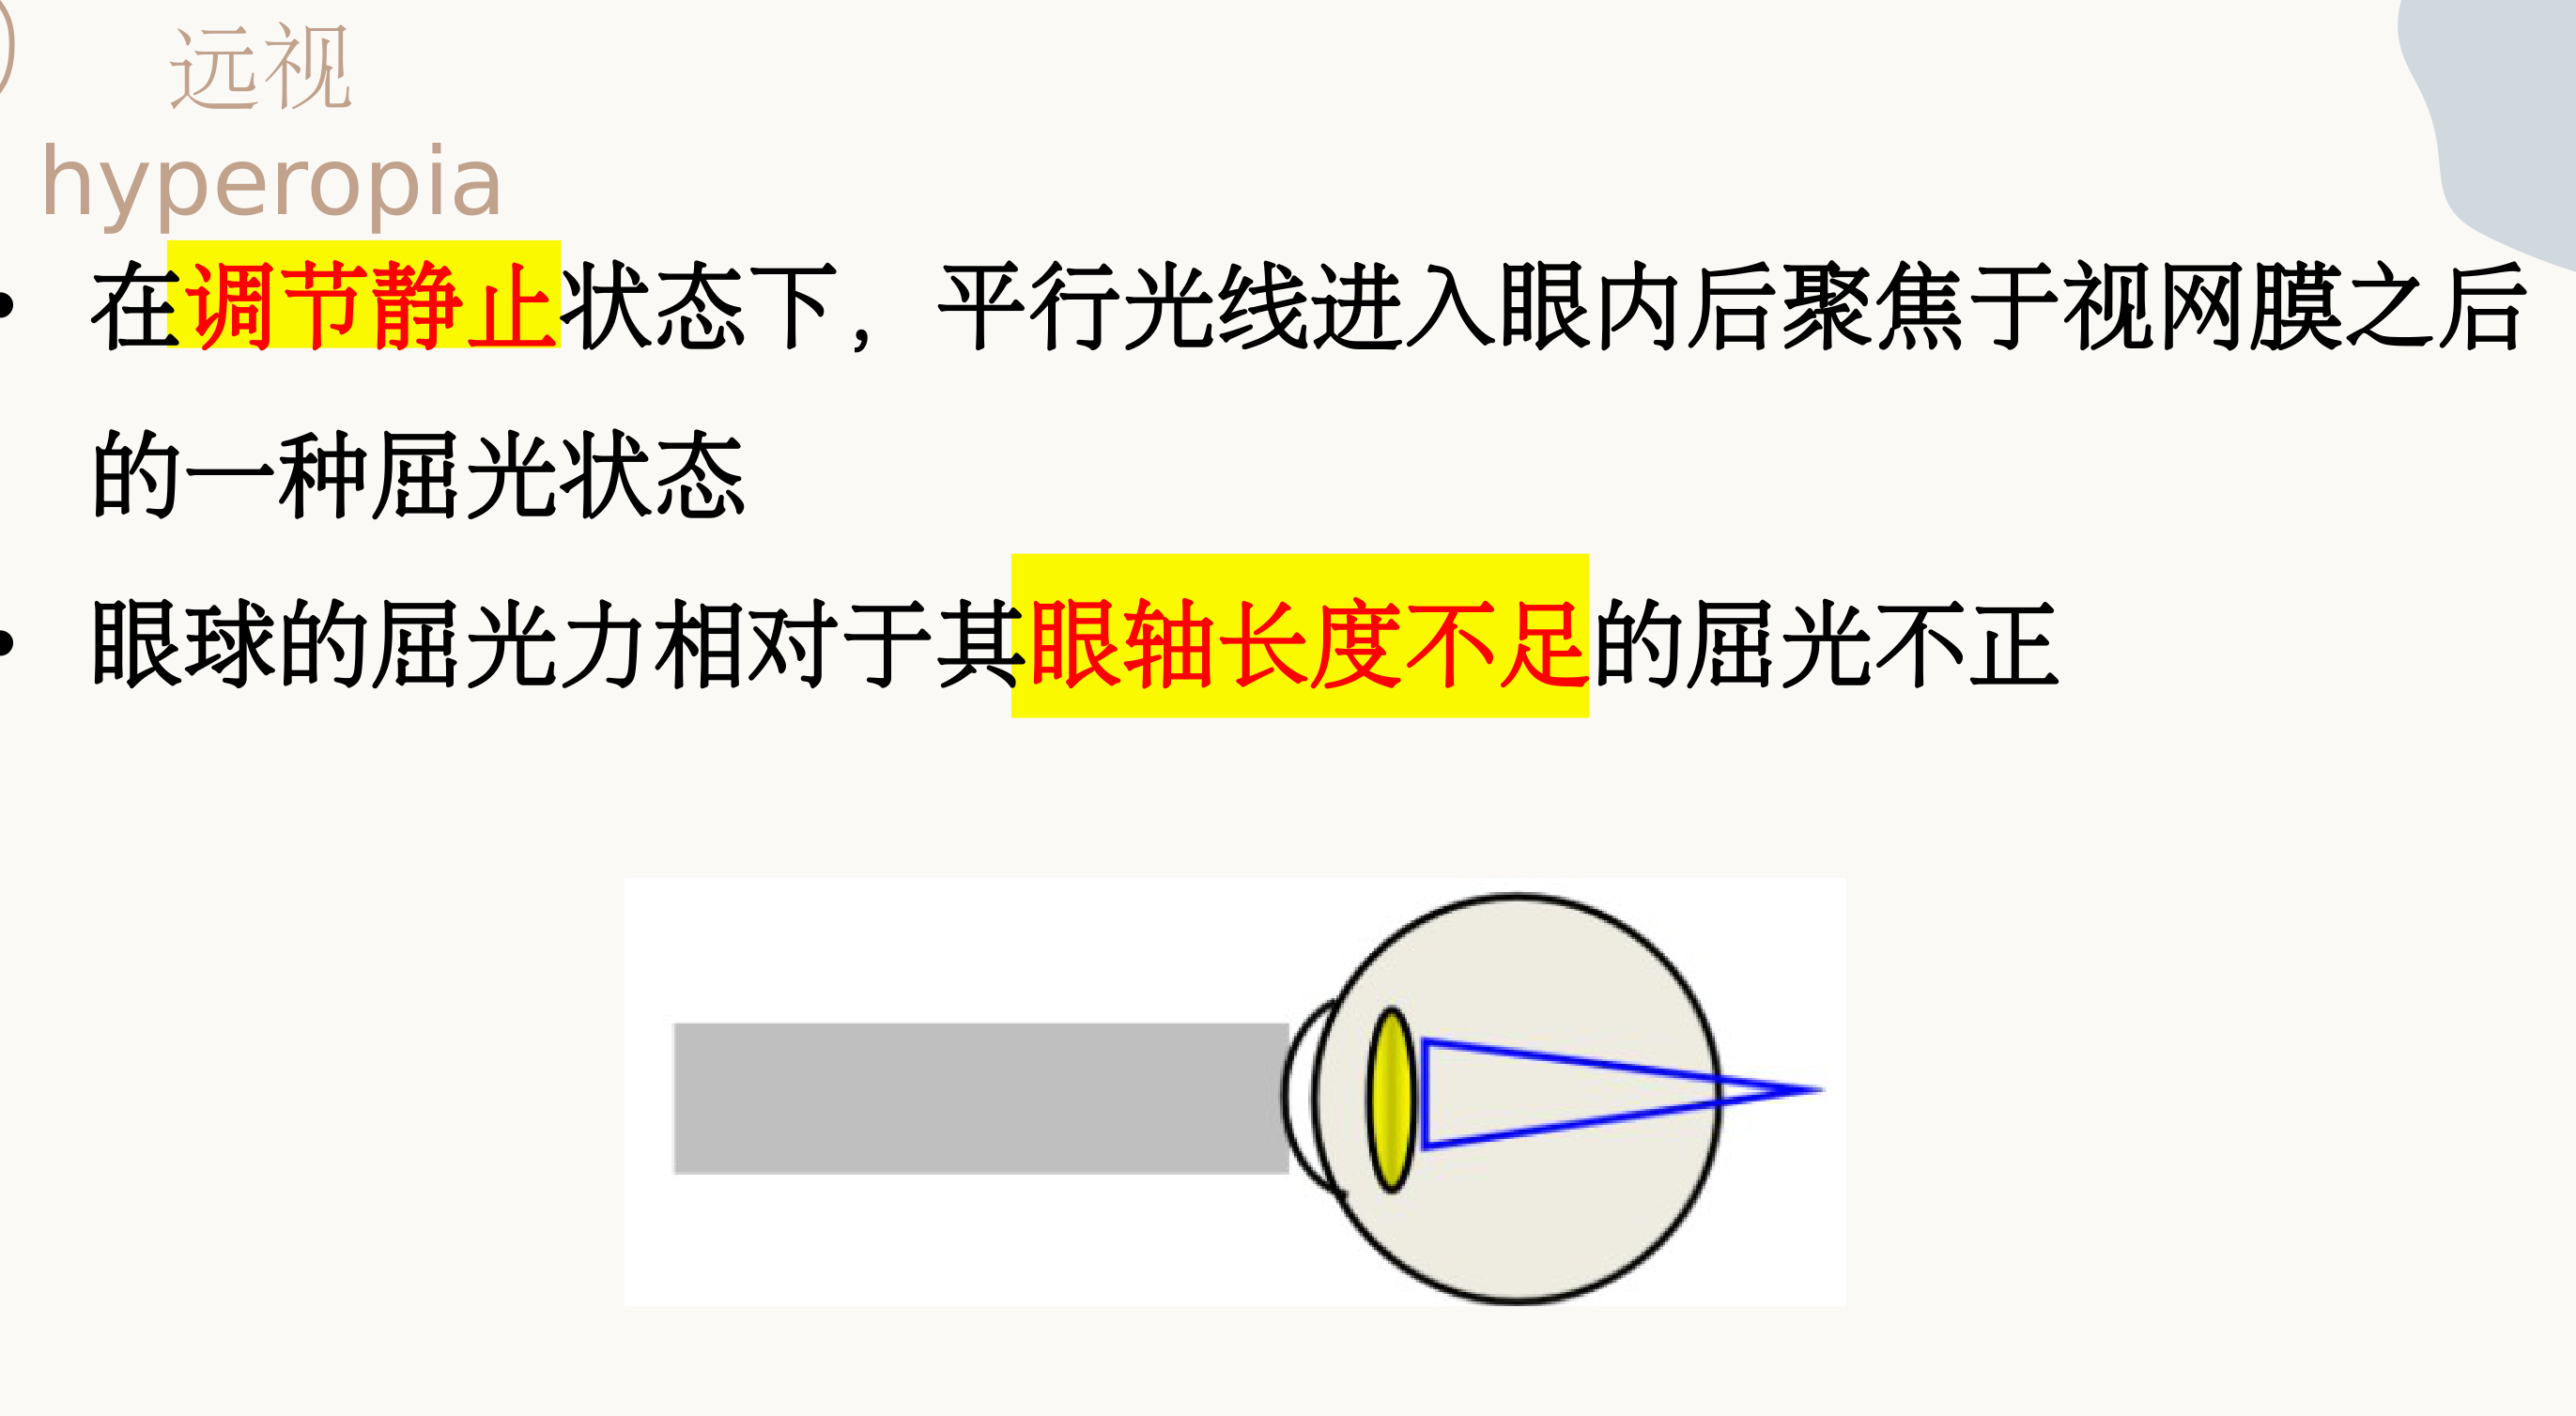 远视
hyperopia
• 在调节静止状态下，平行光线进入眼内后聚焦于视网膜之后
的一种屈光状态
• 眼球的屈光力相对于其眼轴长度不足的屈光不正